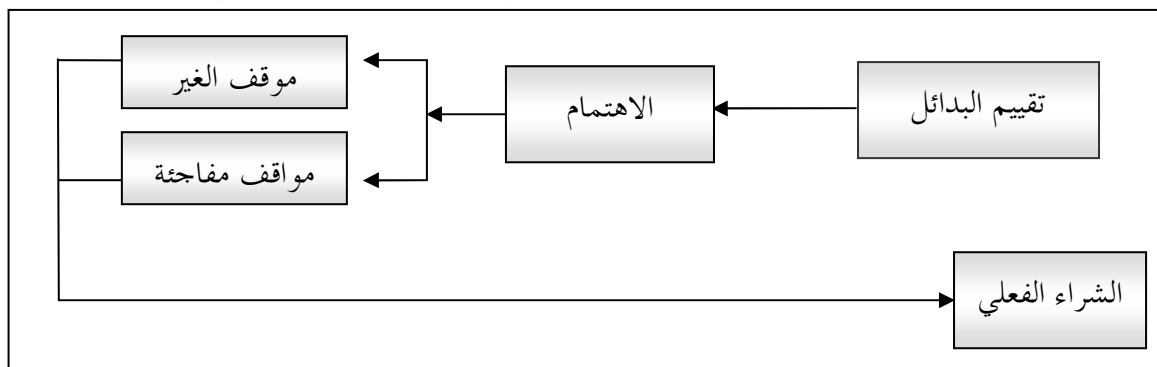 تقييم البدائل
الاهتمام
موقف الغير
مواقف مفاجئة
الشراء الفعلي